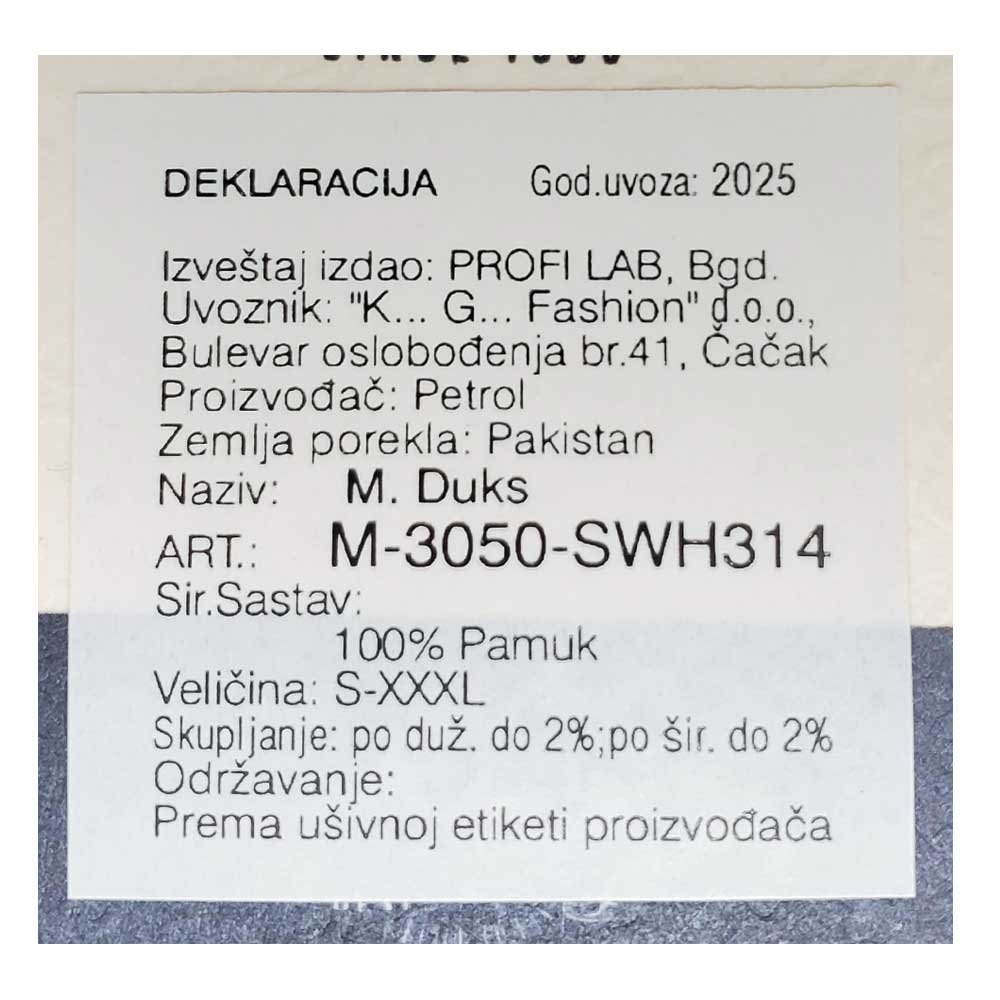 DEKLARACIJA God.uvoza: 2025
Izveštaj izdao: PROFI LAB, Bgd.
Uvoznik: "K... G... Fashion" d.o.o.,
Bulevar oslobođenja br.41, Čačak
Proizvođač: Petrol
Zemlja porekla: Pakistan
Naziv: M. Duks
ART.: M-3050-SWH314
Sir.Sastav:
100% Pamuk
Veličina: S-XXXL
Skupljanje: po duž. do 2%;po šir. do 2%
Održavanje:
Prema ušivnoj etiketi proizvođača